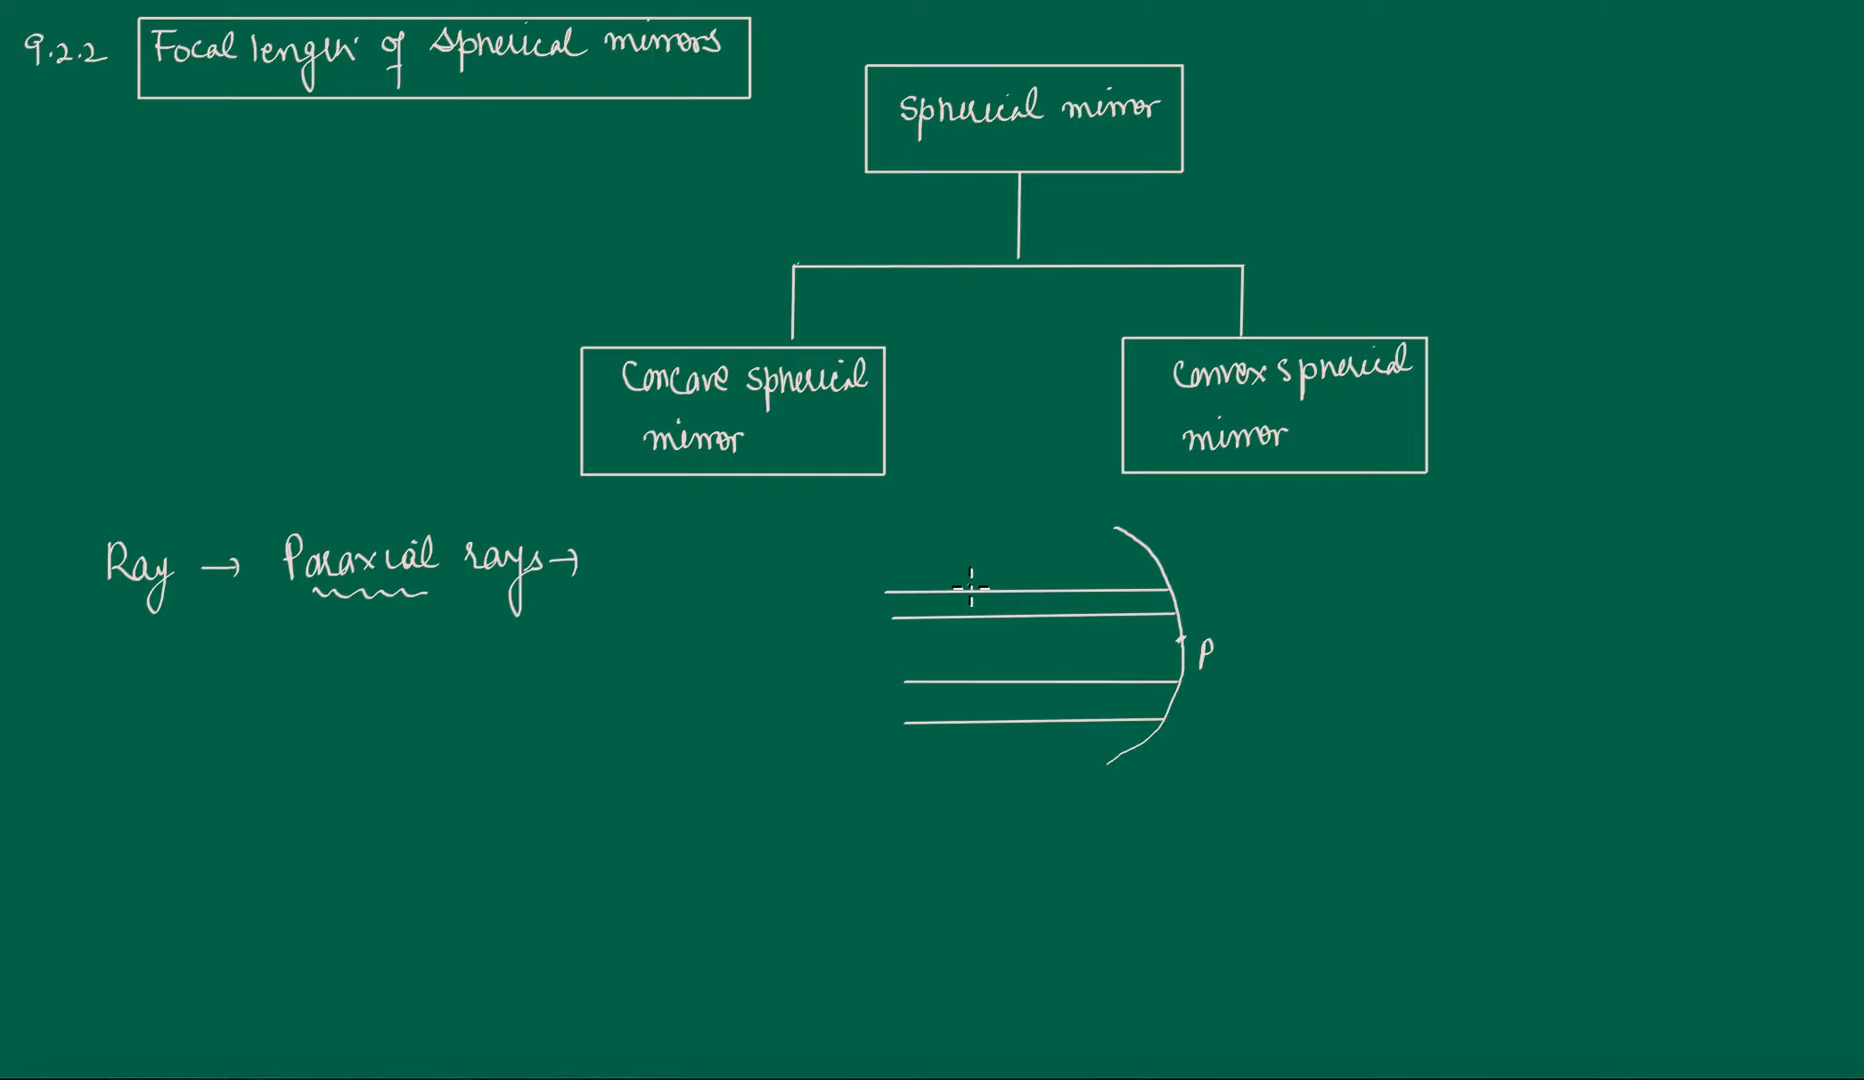 9.2.2 Focal length of spherical mirrors
spherical mirror
Concave spherical
mirror
Convex spherical
mirror
Ray → Paraxial rays →
P